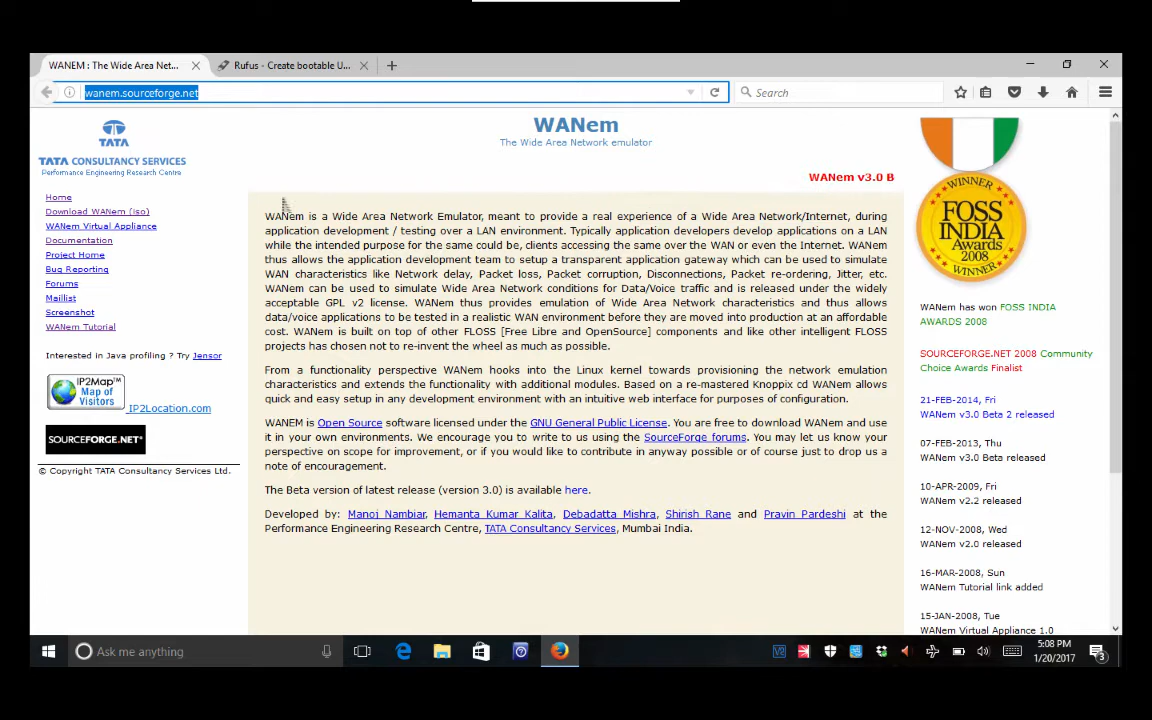 WANEM : The Wide Area Net...
Rufus - Create bootable U...
wanem.sourceforge.net
Search
TATA
TATA CONSULTANCY SERVICES
Performance Engineering Research Centre
WANem
The Wide Area Network emulator
WANem v3.0 B
Home
Download WANem (iso)
WANem Virtual Appliance
Documentation
Project Home
Bug Reporting
Forums
Maillist
Screenshot
WANem Tutorial
Interested in Java profiling ? Try Jensor
IP2Map™
Map of
Visitors
IP2Location.com
SOURCEFORGE.NET®
© Copyright TATA Consultancy Services Ltd.
WANem is a Wide Area Network Emulator, meant to provide a real experience of a Wide Area Network/Internet, during
application development / testing over a LAN environment. Typically application developers develop applications on a LAN
while the intended purpose for the same could be, clients accessing the same over the WAN or even the Internet. WANem
thus allows the application development team to setup a transparent application gateway which can be used to simulate
WAN characteristics like Network delay, Packet loss, Packet corruption, Disconnections, Packet re-ordering, Jitter, etc.
WANem can be used to simulate Wide Area Network conditions for Data/Voice traffic and is released under the widely
acceptable GPL v2 license. WANem thus provides emulation of Wide Area Network characteristics and thus allows
data/voice applications to be tested in a realistic WAN environment before they are moved into production at an affordable
cost. WANem is built on top of other FLOSS [Free Libre and OpenSource] components and like other intelligent FLOSS
projects has chosen not to re-invent the wheel as much as possible.
From a functionality perspective WANem hooks into the Linux kernel towards provisioning the network emulation
characteristics and extends the functionality with additional modules. Based on a re-mastered Knoppix cd WANem allows
quick and easy setup in any development environment with an intuitive web interface for purposes of configuration.
WANEM is Open Source software licensed under the GNU General Public License. You are free to download WANem and use
it in your own environments. We encourage you to write to us using the SourceForge forums. You may let us know your
perspective on scope for improvement, or if you would like to contribute in anyway possible or of course just to drop us a
note of encouragement.
The Beta version of latest release (version 3.0) is available here.
Developed by: Manoj Nambiar, Hemanta Kumar Kalita, Debadatta Mishra, Shirish Rane and Pravin Pardeshi at the
Performance Engineering Research Centre, TATA Consultancy Services, Mumbai India.
WINNER
FOSS
INDIA
Awards
2008
WINNER
WANem has won FOSS INDIA
AWARDS 2008
SOURCEFORGE.NET 2008 Community
Choice Awards Finalist
21-FEB-2014, Fri
WANem v3.0 Beta 2 released
07-FEB-2013, Thu
WANem v3.0 Beta released
10-APR-2009, Fri
WANem v2.2 released
12-NOV-2008, Wed
WANem v2.0 released
16-MAR-2008, Sun
WANem Tutorial link added
15-JAN-2008, Tue
WANem Virtual Appliance 1.0
Ask me anything
5:08 PM
1/20/2017
3